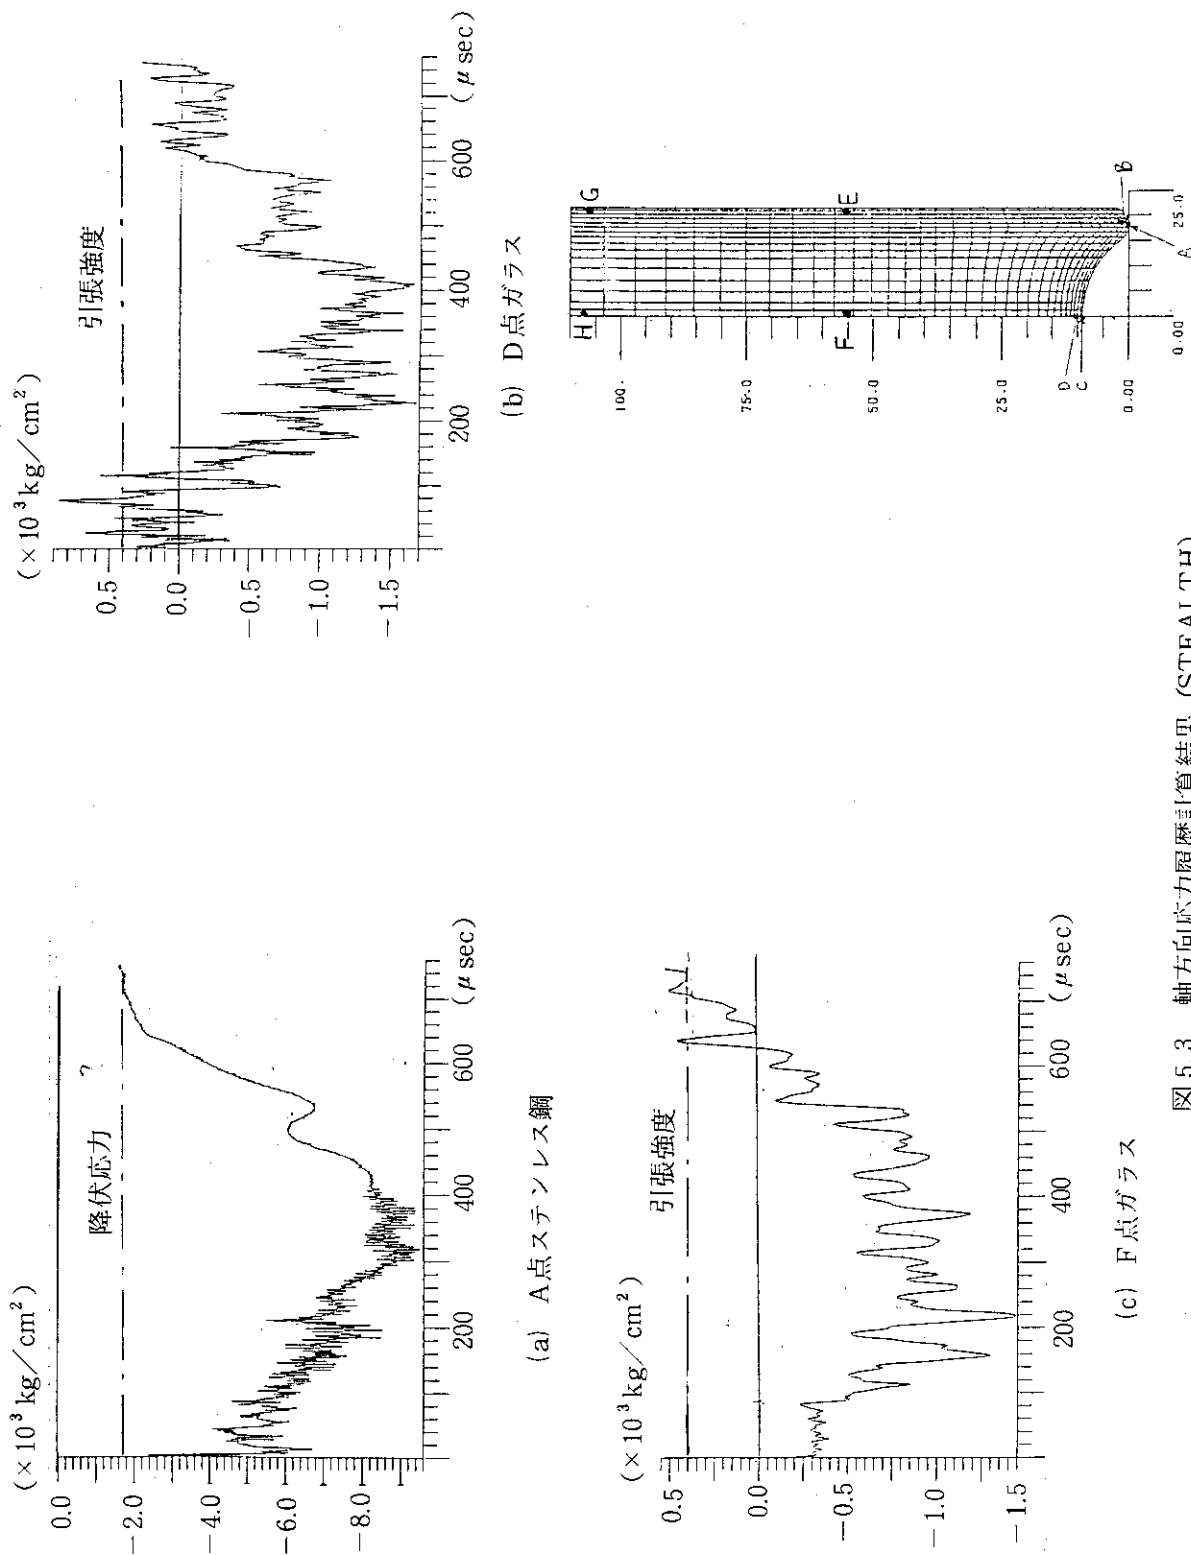 (×10³kg/cm²)
0.0
−2.0
−4.0
−6.0
−8.0
降伏応力
?
200
400
600
(μsec)
(a) A点ステンレス鋼
(×10³kg/cm²)
0.5
0.0
−0.5
−1.0
−1.5
引張強度
200
400
600
(μsec)
(b) D点ガラス
(×10³kg/cm²)
0.5
0.0
−0.5
−1.0
−1.5
引張強度
200
400
600
(μsec)
(c) F点ガラス
H
G
F
E
D
C
B
A
100.
75.0
50.0
25.0
0.00
0.00
25.0
図5.3 軸方向応力履歴計算結果 (STEALTH)